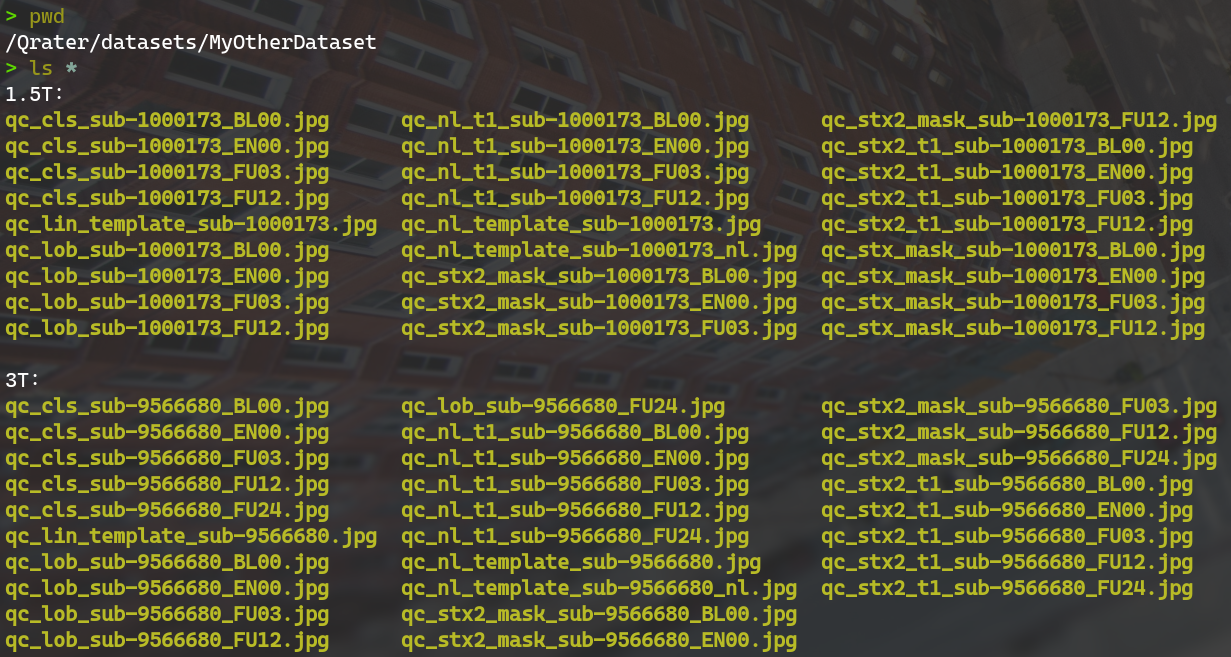 > pwd
/Qrater/datasets/MyOtherDataset
> ls *
1.5T:
qc_cls_sub-1000173_BL00.jpg qc_nl_t1_sub-1000173_BL00.jpg qc_stx2_mask_sub-1000173_FU12.jpg
qc_cls_sub-1000173_EN00.jpg qc_nl_t1_sub-1000173_EN00.jpg qc_stx2_t1_sub-1000173_BL00.jpg
qc_cls_sub-1000173_FU03.jpg qc_nl_t1_sub-1000173_FU03.jpg qc_stx2_t1_sub-1000173_EN00.jpg
qc_cls_sub-1000173_FU12.jpg qc_nl_t1_sub-1000173_FU12.jpg qc_stx2_t1_sub-1000173_FU03.jpg
qc_lin_template_sub-1000173.jpg qc_nl_template_sub-1000173.jpg qc_stx2_t1_sub-1000173_FU12.jpg
qc_lob_sub-1000173_BL00.jpg qc_nl_template_sub-1000173_nl.jpg qc_stx_mask_sub-1000173_BL00.jpg
qc_lob_sub-1000173_EN00.jpg qc_stx2_mask_sub-1000173_BL00.jpg qc_stx_mask_sub-1000173_EN00.jpg
qc_lob_sub-1000173_FU03.jpg qc_stx2_mask_sub-1000173_EN00.jpg qc_stx_mask_sub-1000173_FU03.jpg
qc_lob_sub-1000173_FU12.jpg qc_stx2_mask_sub-1000173_FU03.jpg qc_stx_mask_sub-1000173_FU12.jpg
3T:
qc_cls_sub-9566680_BL00.jpg qc_lob_sub-9566680_FU24.jpg qc_stx2_mask_sub-9566680_FU03.jpg
qc_cls_sub-9566680_EN00.jpg qc_nl_t1_sub-9566680_BL00.jpg qc_stx2_mask_sub-9566680_FU12.jpg
qc_cls_sub-9566680_FU03.jpg qc_nl_t1_sub-9566680_EN00.jpg qc_stx2_mask_sub-9566680_FU24.jpg
qc_cls_sub-9566680_FU12.jpg qc_nl_t1_sub-9566680_FU03.jpg qc_stx2_t1_sub-9566680_BL00.jpg
qc_cls_sub-9566680_FU24.jpg qc_nl_t1_sub-9566680_FU12.jpg qc_stx2_t1_sub-9566680_EN00.jpg
qc_lin_template_sub-9566680.jpg qc_nl_t1_sub-9566680_FU24.jpg qc_stx2_t1_sub-9566680_FU03.jpg
qc_lob_sub-9566680_BL00.jpg qc_nl_template_sub-9566680.jpg qc_stx2_t1_sub-9566680_FU12.jpg
qc_lob_sub-9566680_EN00.jpg qc_nl_template_sub-9566680_nl.jpg qc_stx2_t1_sub-9566680_FU24.jpg
qc_lob_sub-9566680_FU03.jpg qc_stx2_mask_sub-9566680_BL00.jpg
qc_lob_sub-9566680_FU12.jpg qc_stx2_mask_sub-9566680_EN00.jpg